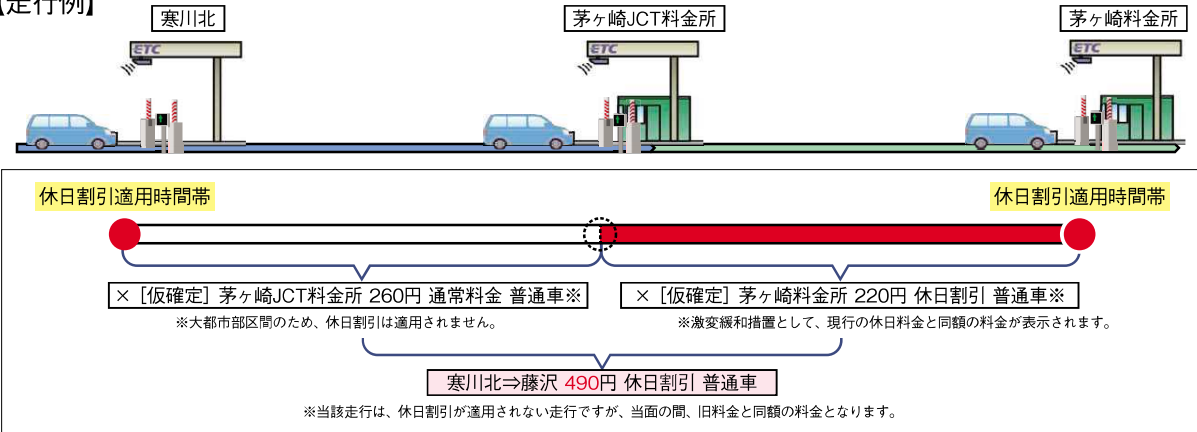 【走行例】
寒川北
茅ヶ崎JCT料金所
茅ヶ崎料金所
ETC
ETC
ETC
休日割引適用時間帯
休日割引適用時間帯
×［仮確定］茅ヶ崎JCT料金所 260円 通常料金 普通車※
×［仮確定］茅ヶ崎料金所 220円 休日割引 普通車※
※大都市部区間のため、休日割引は適用されません。
※激変緩和措置として、現行の休日料金と同額の料金が表示されます。
寒川北⇒藤沢 490円 休日割引 普通車
※当該走行は、休日割引が適用されない走行ですが、当面の間、旧料金と同額の料金となります。